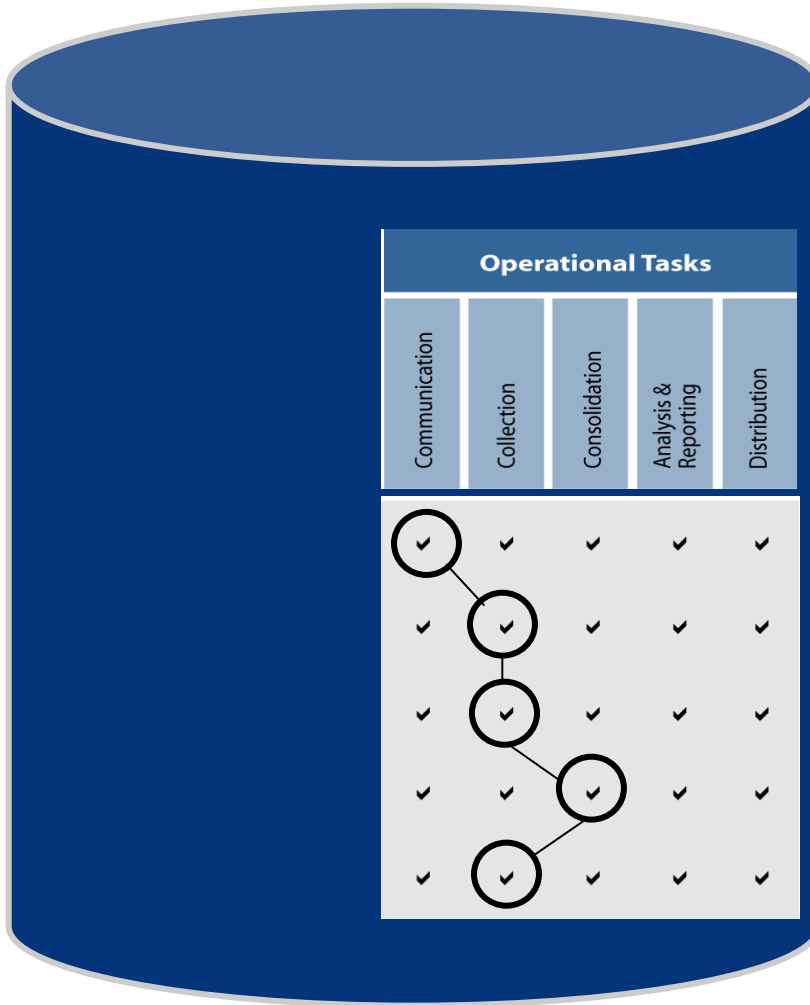 Operational Tasks
Communication
Collection
Consolidation
Analysis &
Reporting
Distribution